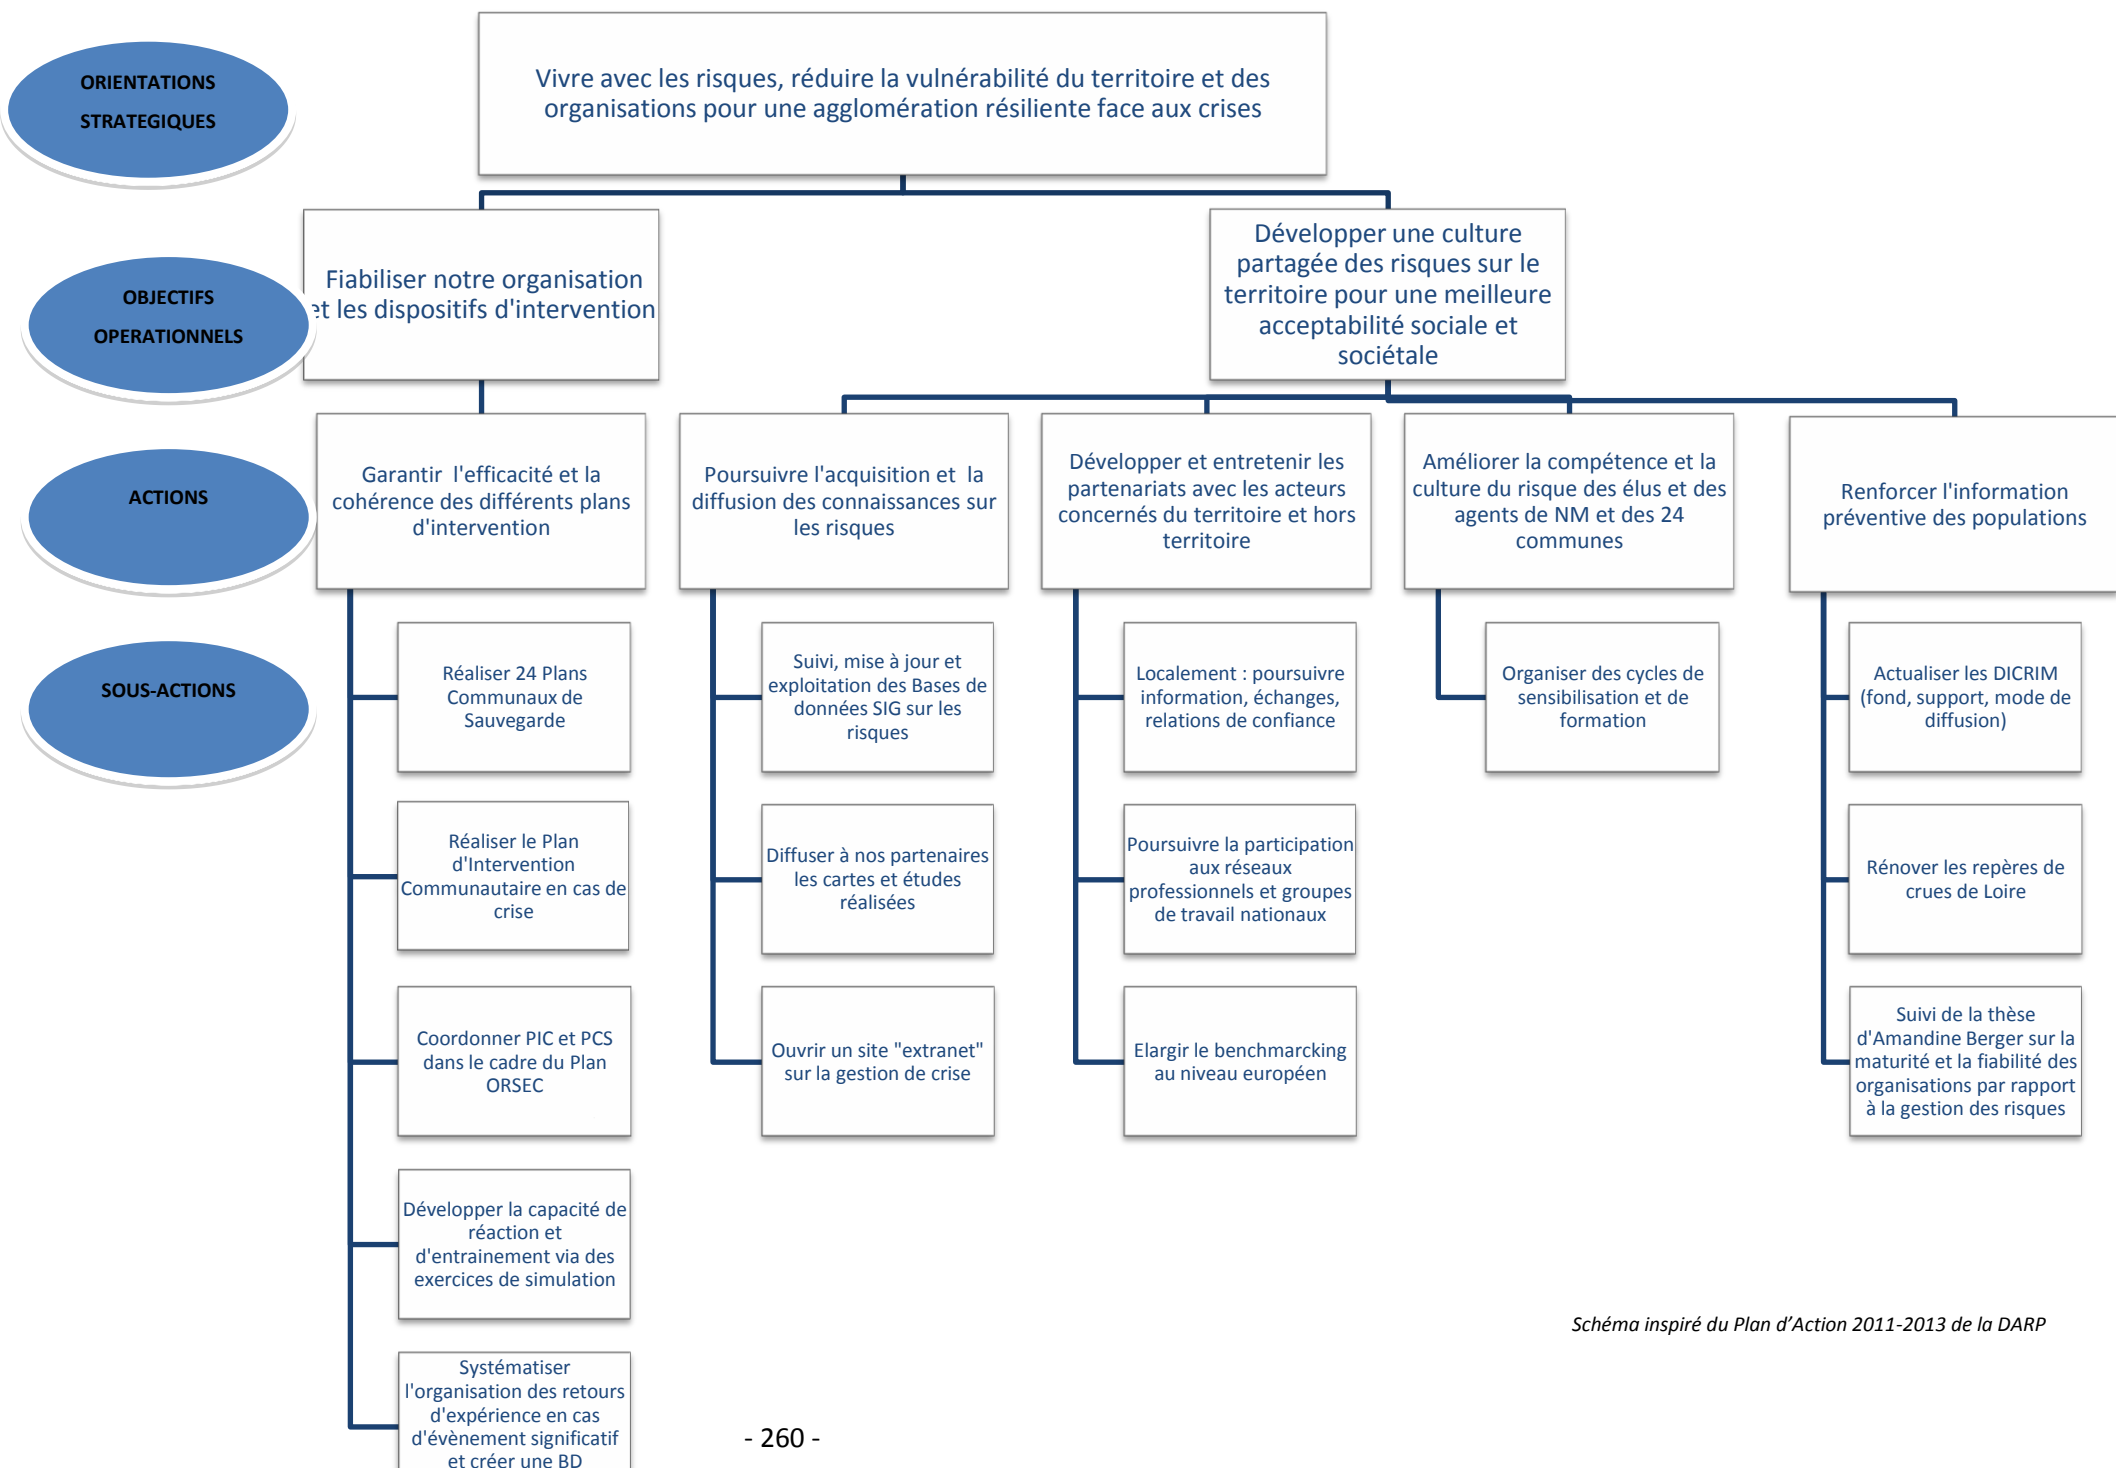 ORIENTATIONS
STRATEGIQUES
Vivre avec les risques, réduire la vulnérabilité du territoire et des
organisations pour une agglomération résiliente face aux crises
OBJECTIFS
OPERATIONNELS
Fiabiliser notre organisation
et les dispositifs d'intervention
Développer une culture
partagée des risques sur le
territoire pour une meilleure
acceptabilité sociale et
sociétale
ACTIONS
Garantir l'efficacité et la
cohérence des différents plans
d'intervention
Poursuivre l'acquisition et la
diffusion des connaissances sur
les risques
Développer et entretenir les
partenariats avec les acteurs
concernés du territoire et hors
territoire
Améliorer la compétence et la
culture du risque des élus et des
agents de NM et des 24
communes
Renforcer l'information
préventive des populations
SOUS-ACTIONS
Réaliser 24 Plans
Communaux de
Sauvegarde
Réaliser le Plan
d'Intervention
Communautaire en cas de
crise
Coordonner PIC et PCS
dans le cadre du Plan
ORSEC
Développer la capacité de
réaction et
d'entrainement via des
exercices de simulation
Systématiser
l'organisation des retours
d'expérience en cas
d'évènement significatif
et créer une BD
Suivi, mise à jour et
exploitation des Bases de
données SIG sur les
risques
Diffuser à nos partenaires
les cartes et études
réalisées
Ouvrir un site "extranet"
sur la gestion de crise
Localement : poursuivre
information, échanges,
relations de confiance
Poursuivre la participation
aux réseaux
professionnels et groupes
de travail nationaux
Elargir le benchmarcking
au niveau européen
Organiser des cycles de
sensibilisation et de
formation
Actualiser les DICRIM
(fond, support, mode de
diffusion)
Rénover les repères de
crues de Loire
Suivi de la thèse
d'Amandine Berger sur la
maturité et la fiabilité des
organisations par rapport
à la gestion des risques
Schéma inspiré du Plan d'Action 2011-2013 de la DARP
- 260 -